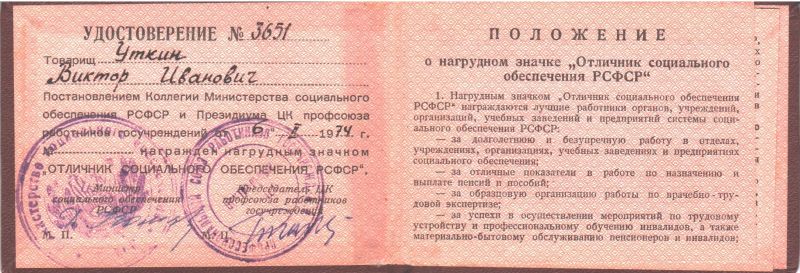 УДОСТОВЕРЕНИЕ № 3651
Товарищ Уткин
Виктор Иванович
Постановлением Коллегии Министерства социального
обеспечения РСФСР и Президиума ЦК профсоюза
работников госучреждений от 6 II 1974 г.
награжден нагрудным значком
„ОТЛИЧНИК СОЦИАЛЬНОГО ОБЕСПЕЧЕНИЯ РСФСР“.
Министр
социального обеспечения
РСФСР
М. П.
Председатель ЦК
профсоюза работников
госучреждений
М. П.
ПОЛОЖЕНИЕ
о нагрудном значке „Отличник социального
обеспечения РСФСР“
1. Нагрудным значком „Отличник социального обеспечения
РСФСР“ награждаются лучшие работники органов, учреждений,
организаций, учебных заведений и предприятий системы социаль-
ного обеспечения РСФСР:
— за долголетнюю и безупречную работу в отделах,
учреждениях, организациях, учебных заведениях и предприятиях
социального обеспечения;
— за отличные показатели в работе по назначению и
выплате пенсий и пособий;
— за образцовую организацию работы по врачебно-трудо-
вой экспертизе;
— за успехи в осуществлении мероприятий по трудовому
устройству и профессиональному обучению инвалидов, а также
материально-бытовому обслуживанию пенсионеров и инвалидов;